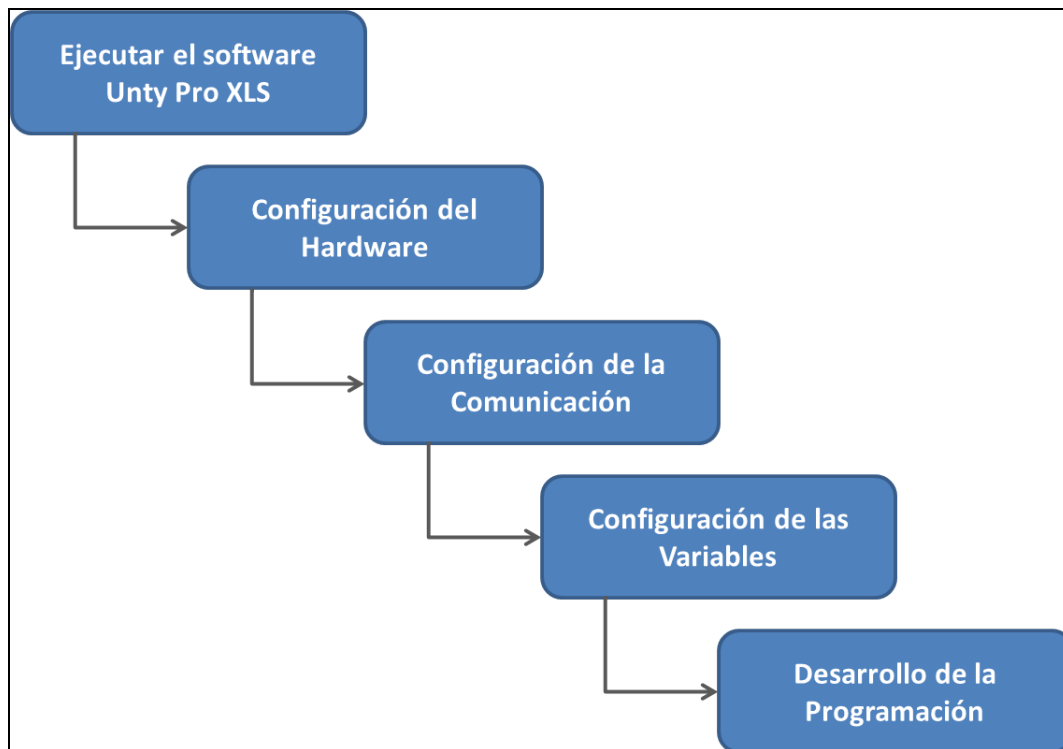 Ejecutar el software
Unty Pro XLS
Configuración del
Hardware
Configuración de la
Comunicación
Configuración de las
Variables
Desarrollo de la
Programación